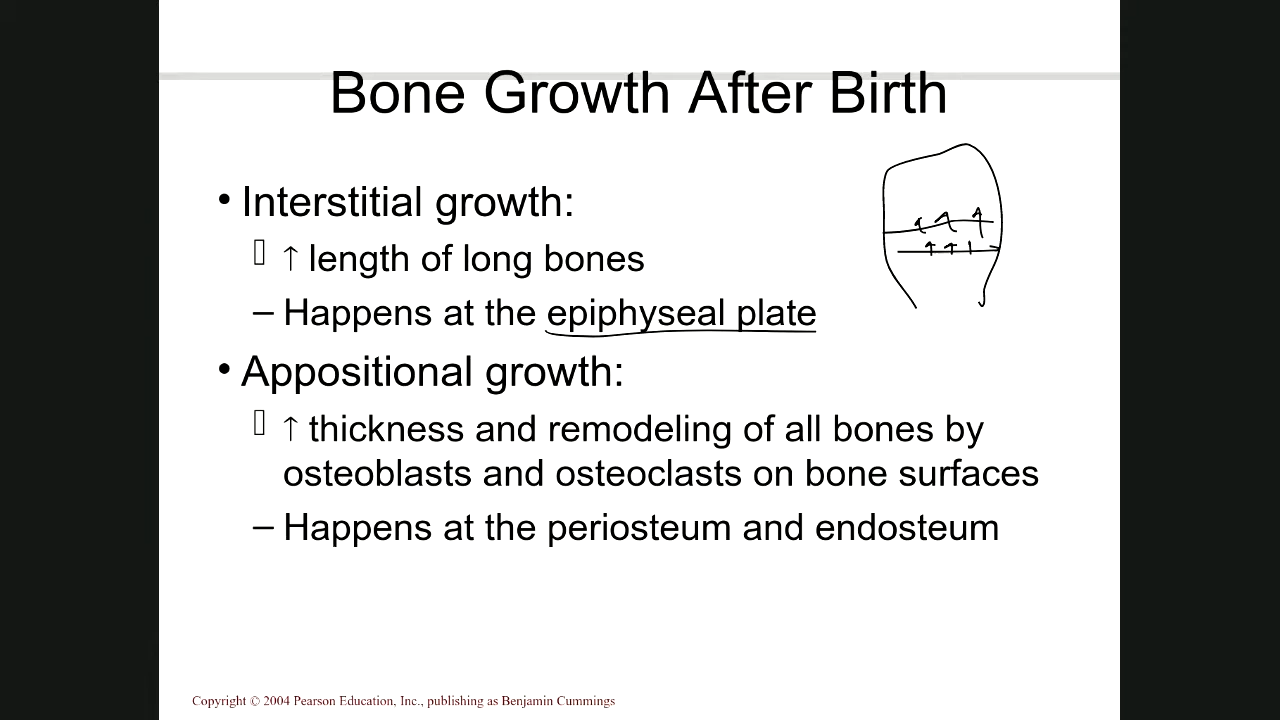 Bone Growth After Birth
• Interstitial growth:
↑ length of long bones
– Happens at the epiphyseal plate
• Appositional growth:
↑ thickness and remodeling of all bones by
osteoblasts and osteoclasts on bone surfaces
– Happens at the periosteum and endosteum
Copyright © 2004 Pearson Education, Inc., publishing as Benjamin Cummings